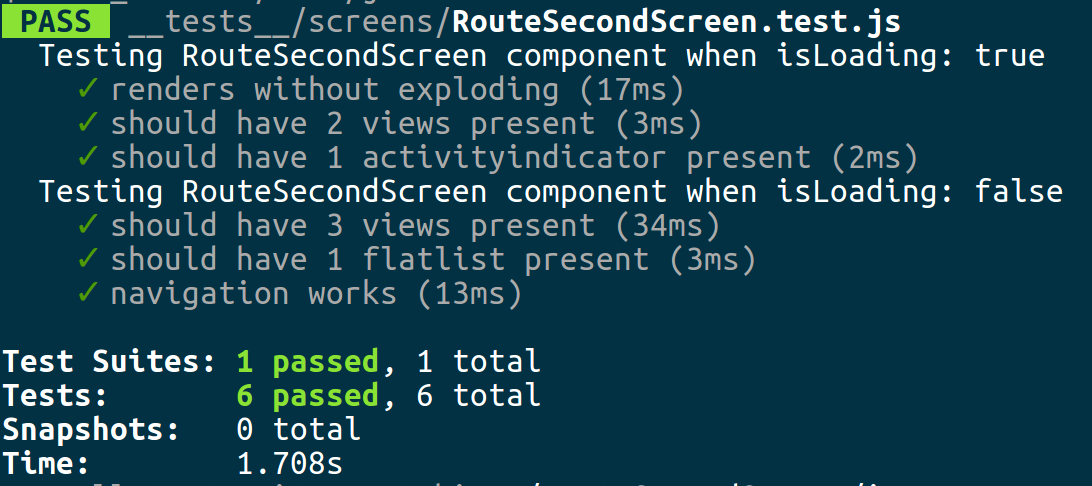 PASS __tests__/screens/RouteSecondScreen.test.js
Testing RouteSecondScreen component when isLoading: true
✓ renders without exploding (17ms)
✓ should have 2 views present (3ms)
✓ should have 1 activityindicator present (2ms)
Testing RouteSecondScreen component when isLoading: false
✓ should have 3 views present (34ms)
✓ should have 1 flatlist present (3ms)
✓ navigation works (13ms)
Test Suites: 1 passed, 1 total
Tests: 6 passed, 6 total
Snapshots: 0 total
Time: 1.708s